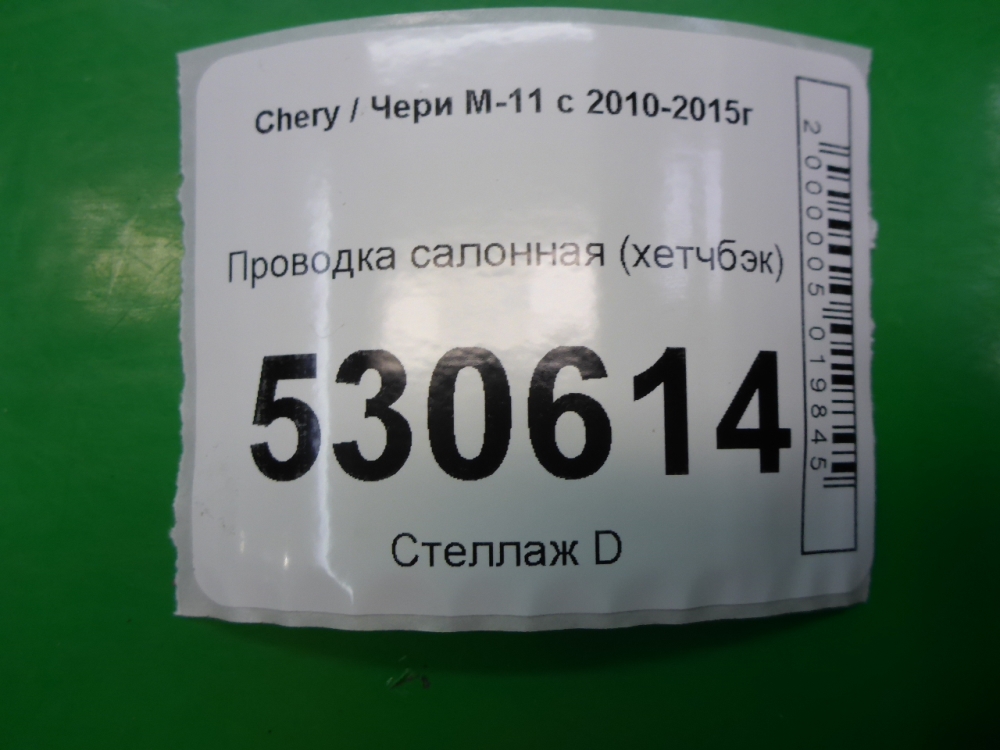 Chery / Чери М-11 с 2010-2015г
Проводка салонная (хетчбэк)
530614
Стеллаж D
2000005019845